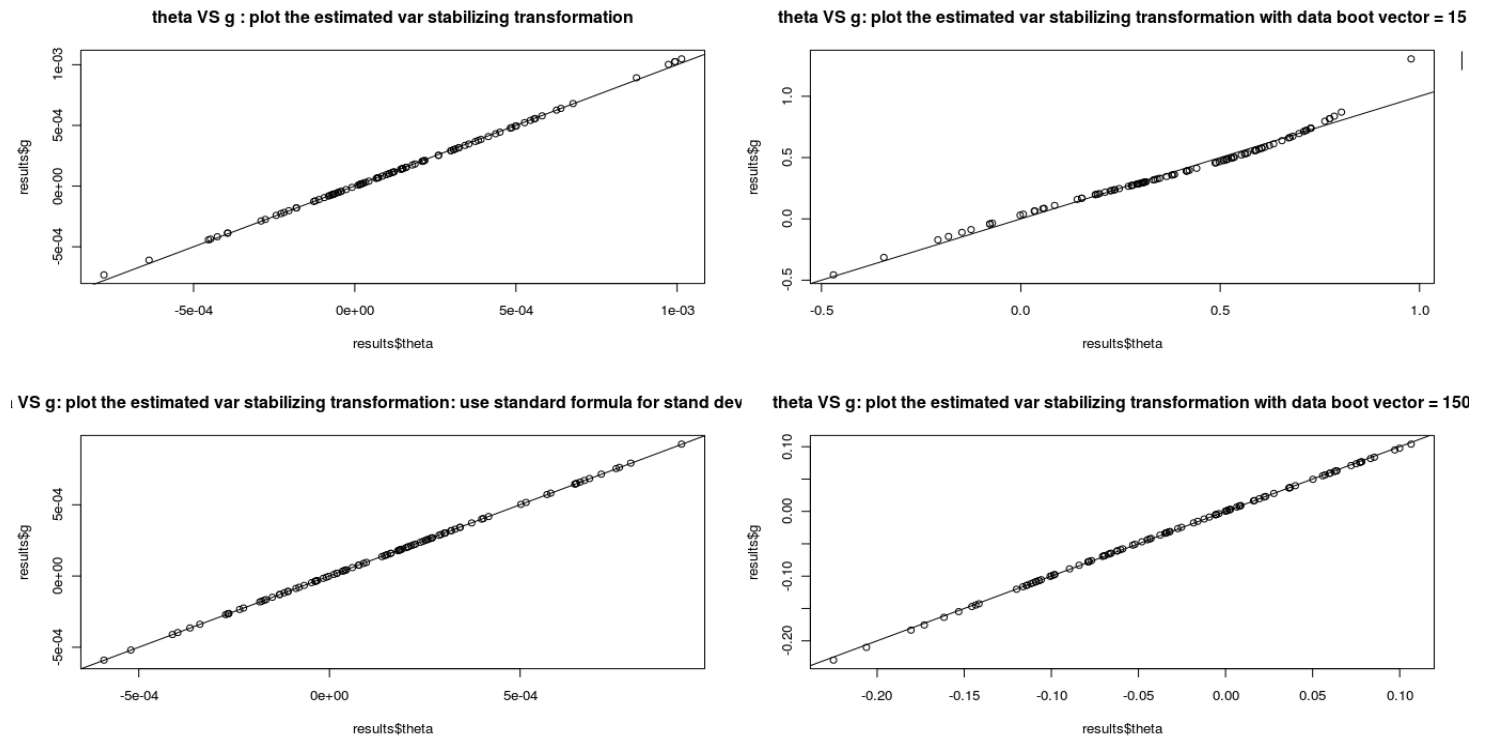 theta VS g : plot the estimated var stabilizing transformation
1e-03
5e-04
0e+00
-5e-04
results$g
-5e-04 0e+00 5e-04 1e-03
results$theta
theta VS g: plot the estimated var stabilizing transformation with data boot vector = 15
1.0
0.5
0.0
-0.5
results$g
-0.5 0.0 0.5 1.0
results$theta
VS g: plot the estimated var stabilizing transformation: use standard formula for stand dev
5e-04
0e+00
-5e-04
results$g
-5e-04 0e+00 5e-04
results$theta
theta VS g: plot the estimated var stabilizing transformation with data boot vector = 150
0.10
0.00
-0.10
-0.20
results$g
-0.20 -0.15 -0.10 -0.05 0.00 0.05 0.10
results$theta